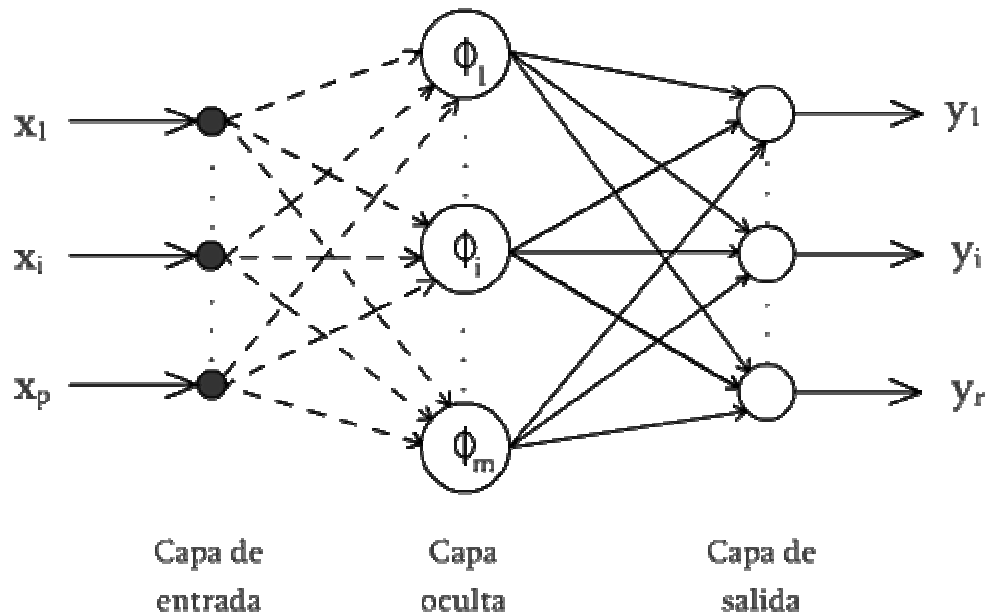 x₁
xᵢ
xₚ
ϕ₁
ϕᵢ
ϕₘ
y₁
yᵢ
yᵣ
Capa de
entrada
Capa
oculta
Capa de
salida